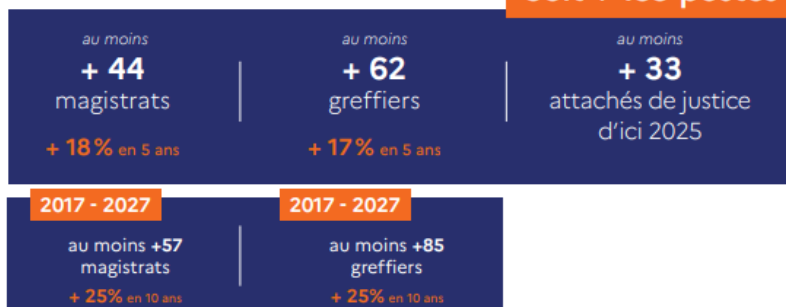 postes
au moins
+ 44
magistrats
+ 18% en 5 ans
au moins
+ 62
greffiers
+ 17% en 5 ans
au moins
+ 33
attachés de justice
d'ici 2025
2017 - 2027
au moins +57
magistrats
+ 25% en 10 ans
2017 - 2027
au moins +85
greffiers
+ 25% en 10 ans